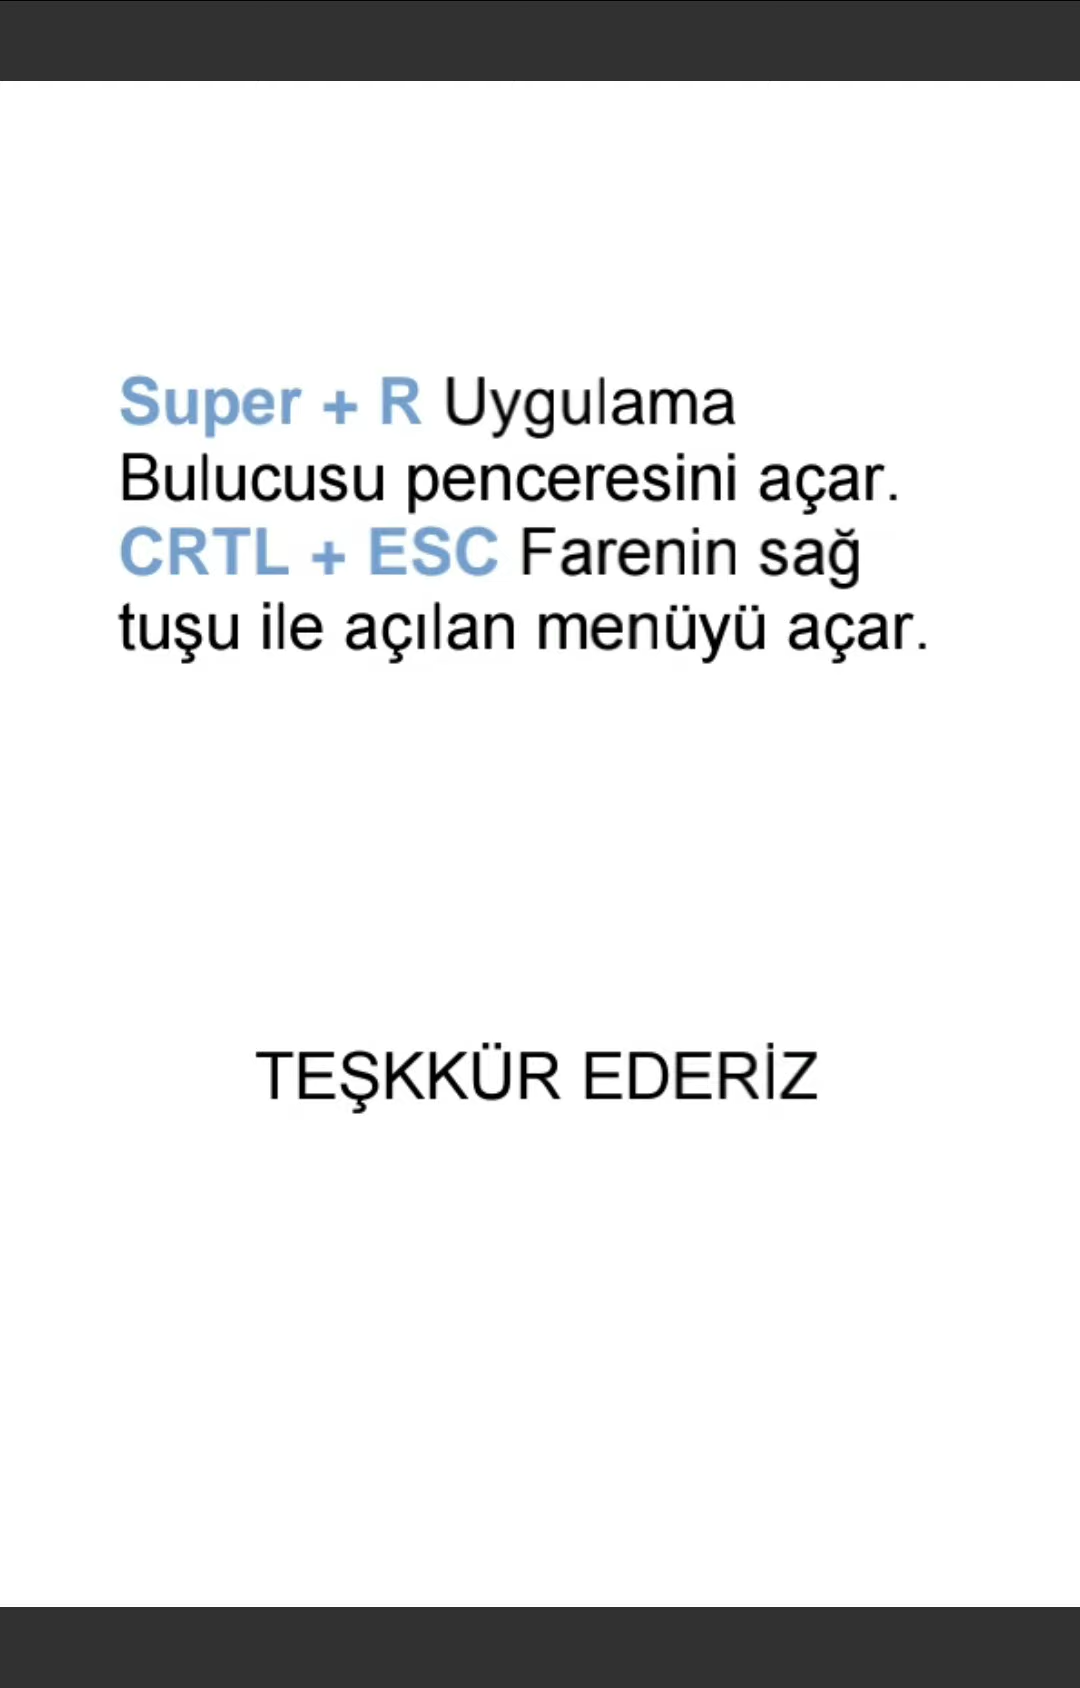 Super + R Uygulama
Bulucusu penceresini açar.
CRTL + ESC Farenin sağ
tuşu ile açılan menüyü açar.
TEŞKKÜR EDERİZ